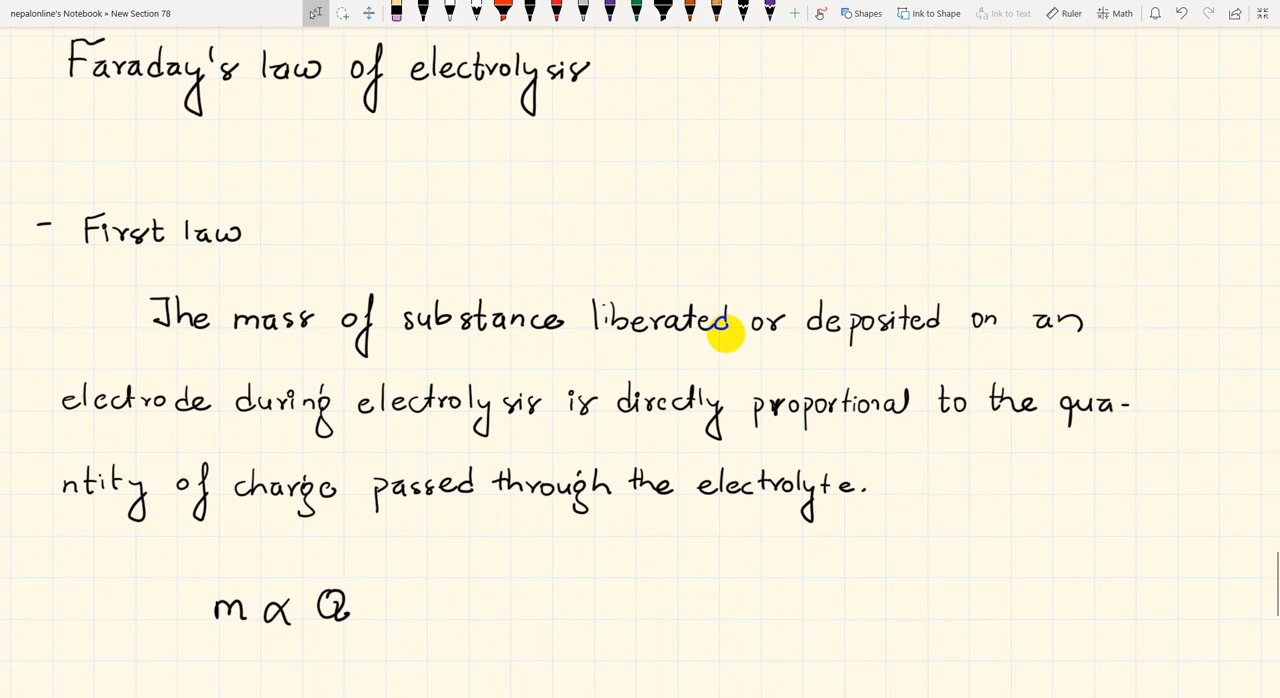 nepalonline's Notebook » New Section 78
Shapes Ink to Shape Ink to Text Ruler Math
Faraday's law of electrolysis
- First law
The mass of substance liberated or deposited on an
electrode during electrolysis is directly proportional to the qua-
ntity of charge passed through the electrolyte.
m ∝ Q